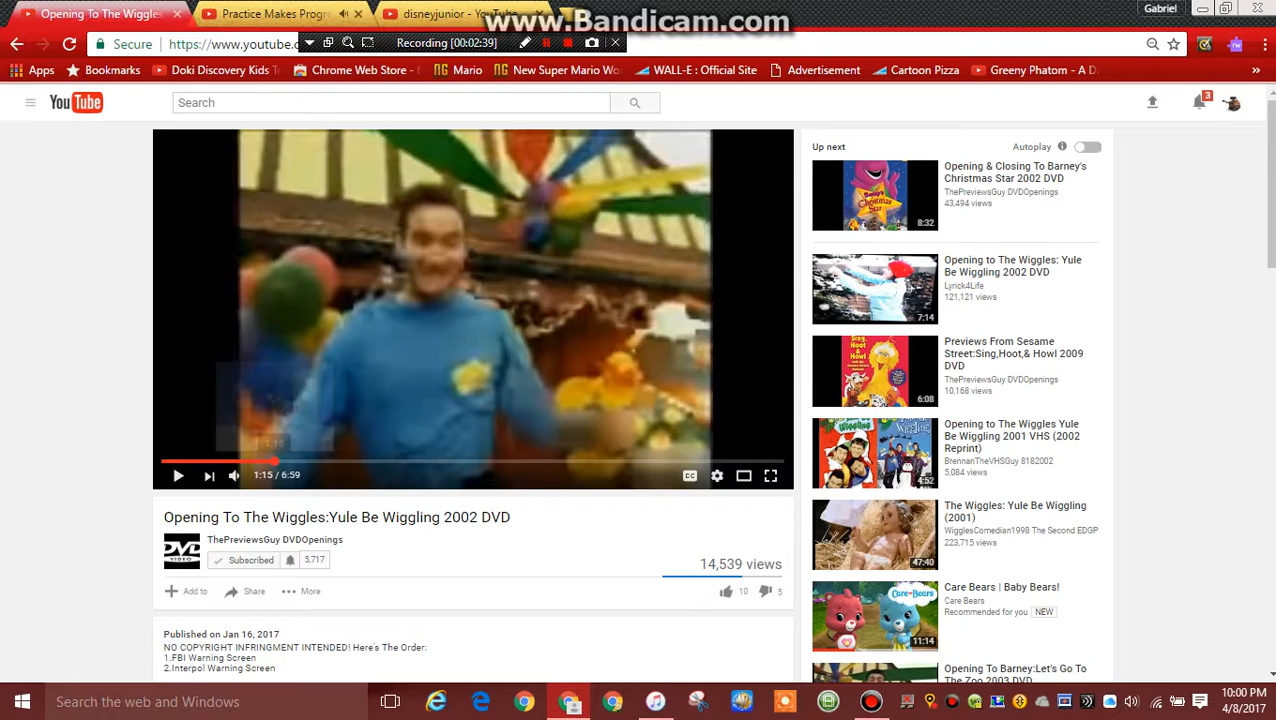 Opening To The Wiggles
Practice Makes Progr
disneyjunior - YouTube
www.Bandicam.com
Gabriel
Secure
https://www.youtube.c
Recording [00:02:39]
Apps
Bookmarks
Doki Discovery Kids T
Chrome Web Store - f
Mario
New Super Mario Wo
WALL-E : Official Site
Advertisement
Cartoon Pizza
Greeny Phatom - A D
»
YouTube
Search
3
Up next
Autoplay
Opening & Closing To Barney's
Christmas Star 2002 DVD
ThePreviewsGuy DVDOpenings
43,494 views
8:32
Opening to The Wiggles: Yule
Be Wiggling 2002 DVD
Lyrick4Life
121,121 views
7:14
Previews From Sesame
Street:Sing,Hoot,& Howl 2009
DVD
ThePreviewsGuy DVDOpenings
10,168 views
6:08
Opening to The Wiggles Yule
Be Wiggling 2001 VHS (2002
Reprint)
BrennanTheVHSGuy 8182002
5,084 views
4:52
The Wiggles: Yule Be Wiggling
(2001)
WigglesComedian1998 The Second EDGP
223,715 views
47:40
Care Bears | Baby Bears!
Care Bears
Recommended for you NEW
11:14
Opening To Barney:Let's Go To
The Zoo 2003 DVD
1:15
1:15 / 6:59
CC
Opening To The Wiggles:Yule Be Wiggling 2002 DVD
DVD
VIDEO
ThePreviewsGuy DVDOpenings
Subscribed
5,717
14,539 views
Add to
Share
More
10
5
Published on Jan 16, 2017
NO COPYRIGHT INFRINGMENT INTENDED! Here's The Order:
1.FBI Warning Screen
2.Interpol Warning Screen
Search the web and Windows
10:00 PM
4/8/2017